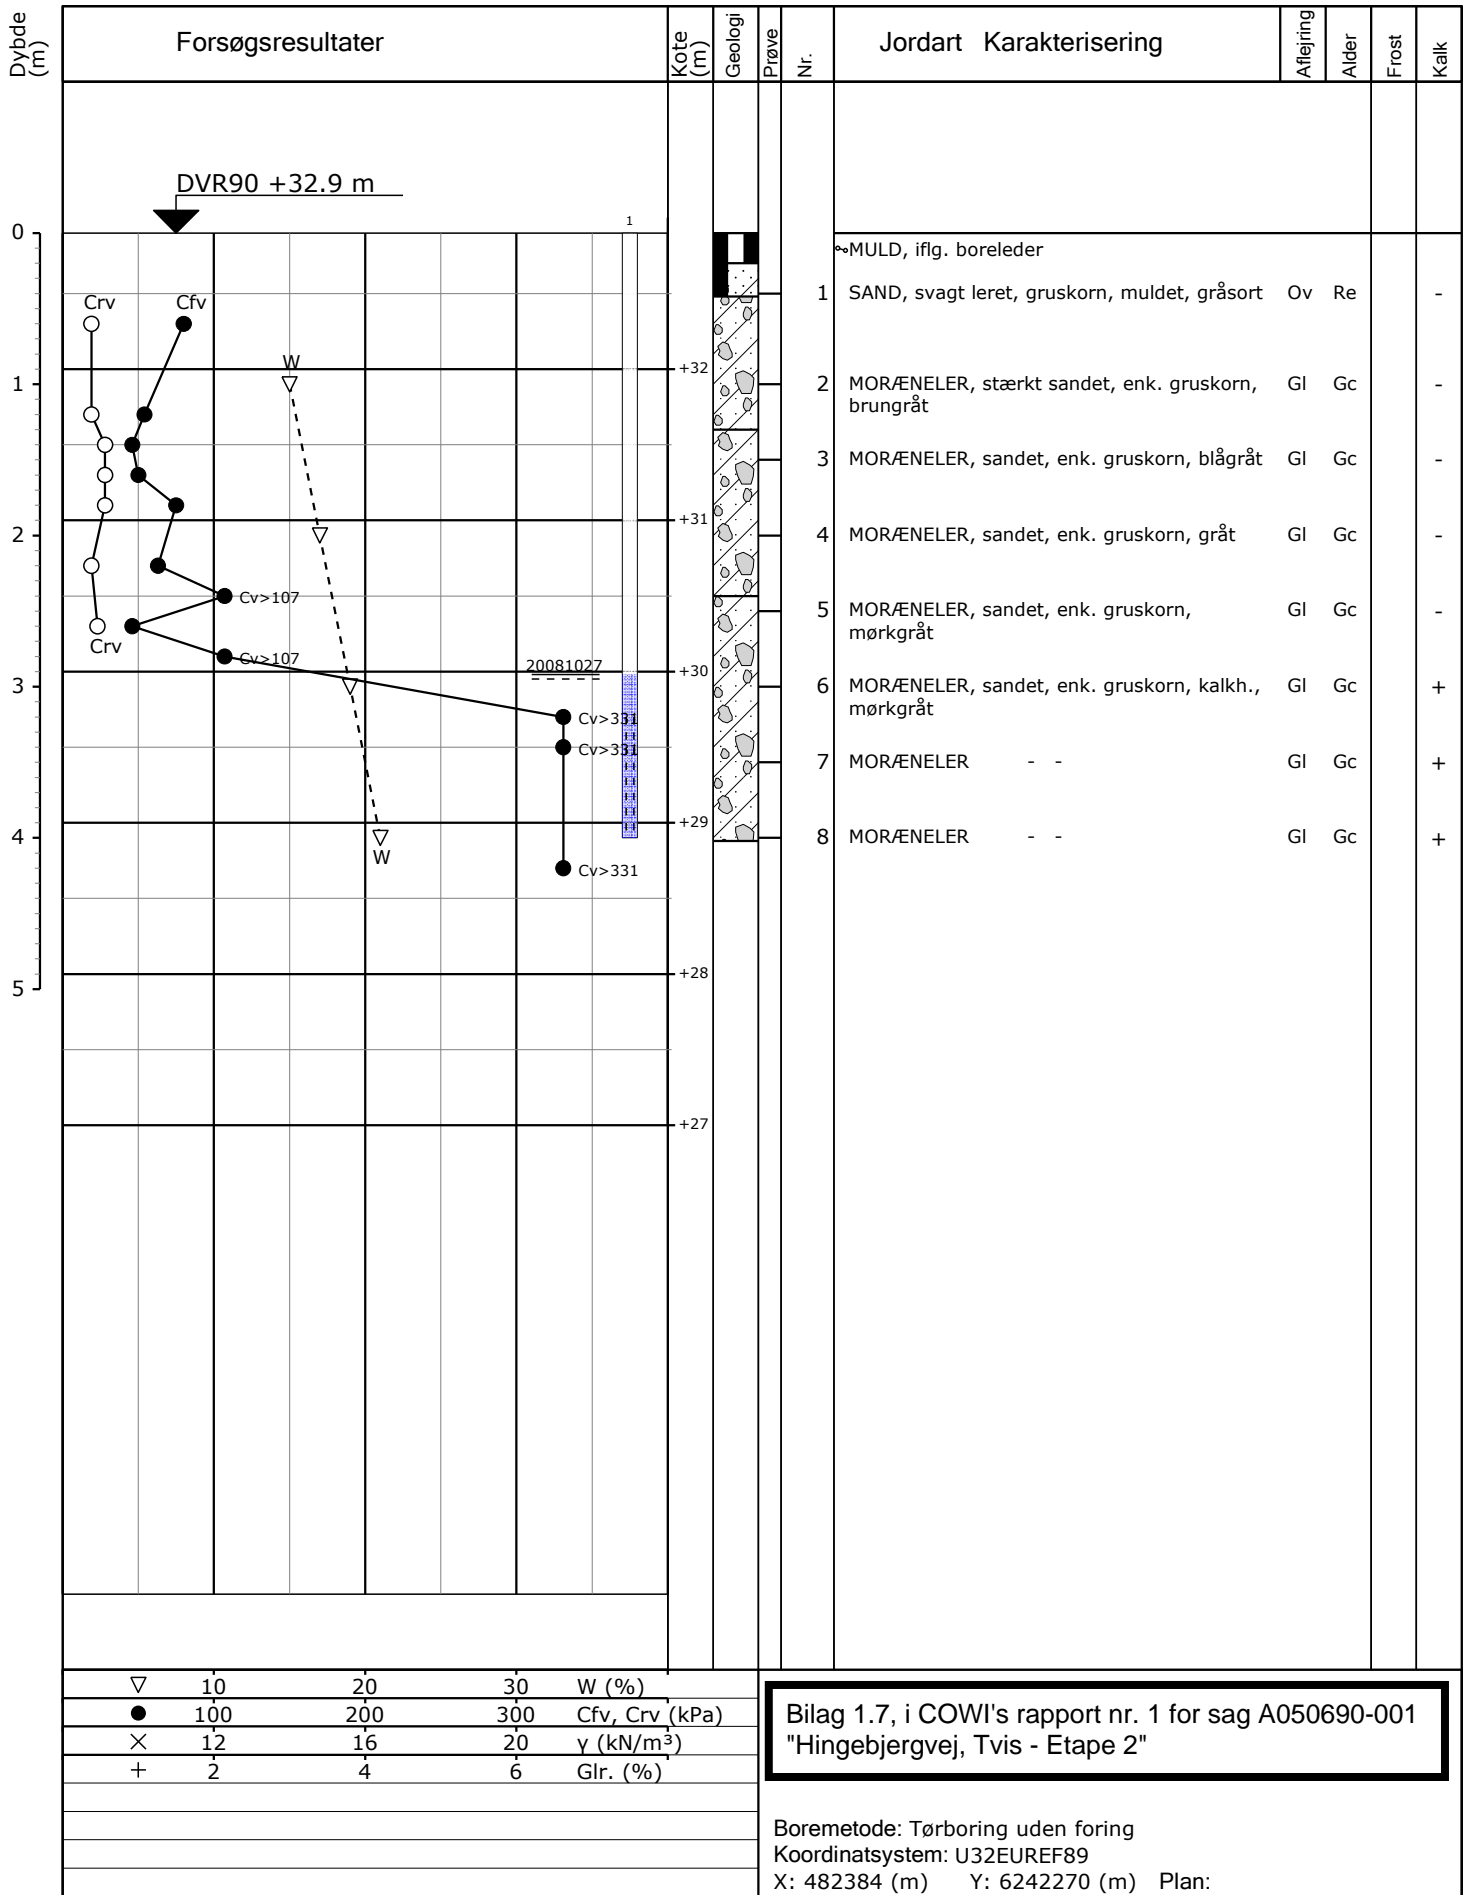 Dybde (m)
Forsøgsresultater
Kote (m)
Geologi
Prøve
Nr.
Jordart Karakterisering
Aflejring
Alder
Frost
Kalk
DVR90 +32.9 m
1
0
MULD, iflg. boreleder
1 SAND, svagt leret, gruskorn, muldet, gråsort Ov Re -
Crv Cfv
W
+32
1
2 MORÆNELER, stærkt sandet, enk. gruskorn, Gl Gc -
brungråt
3 MORÆNELER, sandet, enk. gruskorn, blågråt Gl Gc -
+31
2
4 MORÆNELER, sandet, enk. gruskorn, gråt Gl Gc -
Cv>107
5 MORÆNELER, sandet, enk. gruskorn, Gl Gc -
mørkgråt
Crv
Cv>107
20081027
+30
3
6 MORÆNELER, sandet, enk. gruskorn, kalkh., Gl Gc +
mørkgråt
Cv>331
Cv>331
7 MORÆNELER - - Gl Gc +
+29
4
8 MORÆNELER - - Gl Gc +
W
Cv>331
+28
5
+27
10 20 30 W (%)
100 200 300 Cfv, Crv (kPa)
12 16 20 γ (kN/m³)
2 4 6 Glr. (%)
Bilag 1.7, i COWI's rapport nr. 1 for sag A050690-001
"Hingebjergvej, Tvis - Etape 2"
Boremetode: Tørboring uden foring
Koordinatsystem: U32EUREF89
X: 482384 (m) Y: 6242270 (m) Plan: